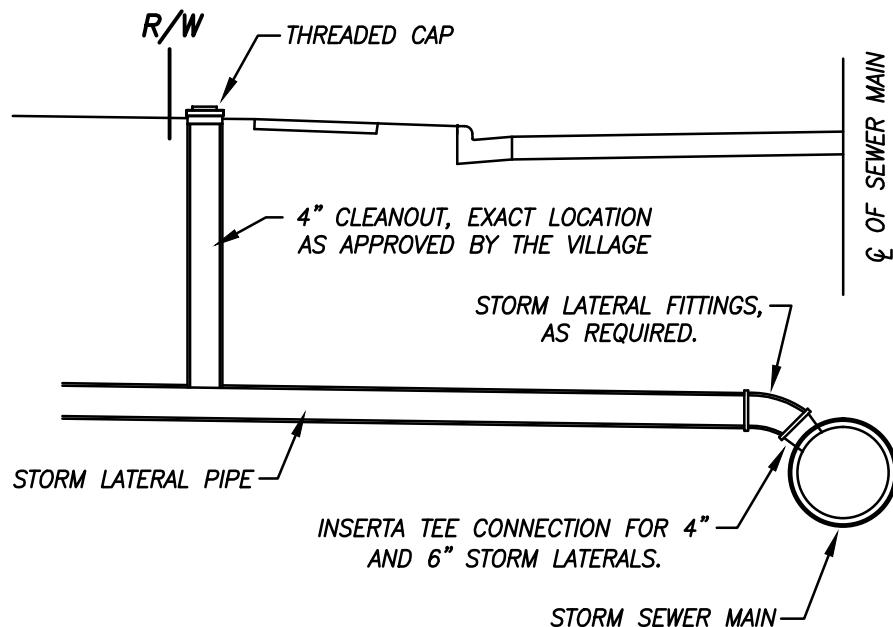 R/W
THREADED CAP
℄ OF SEWER MAIN
4" CLEANOUT, EXACT LOCATION
AS APPROVED BY THE VILLAGE
STORM LATERAL FITTINGS,
AS REQUIRED.
STORM LATERAL PIPE
INSERTA TEE CONNECTION FOR 4"
AND 6" STORM LATERALS.
STORM SEWER MAIN